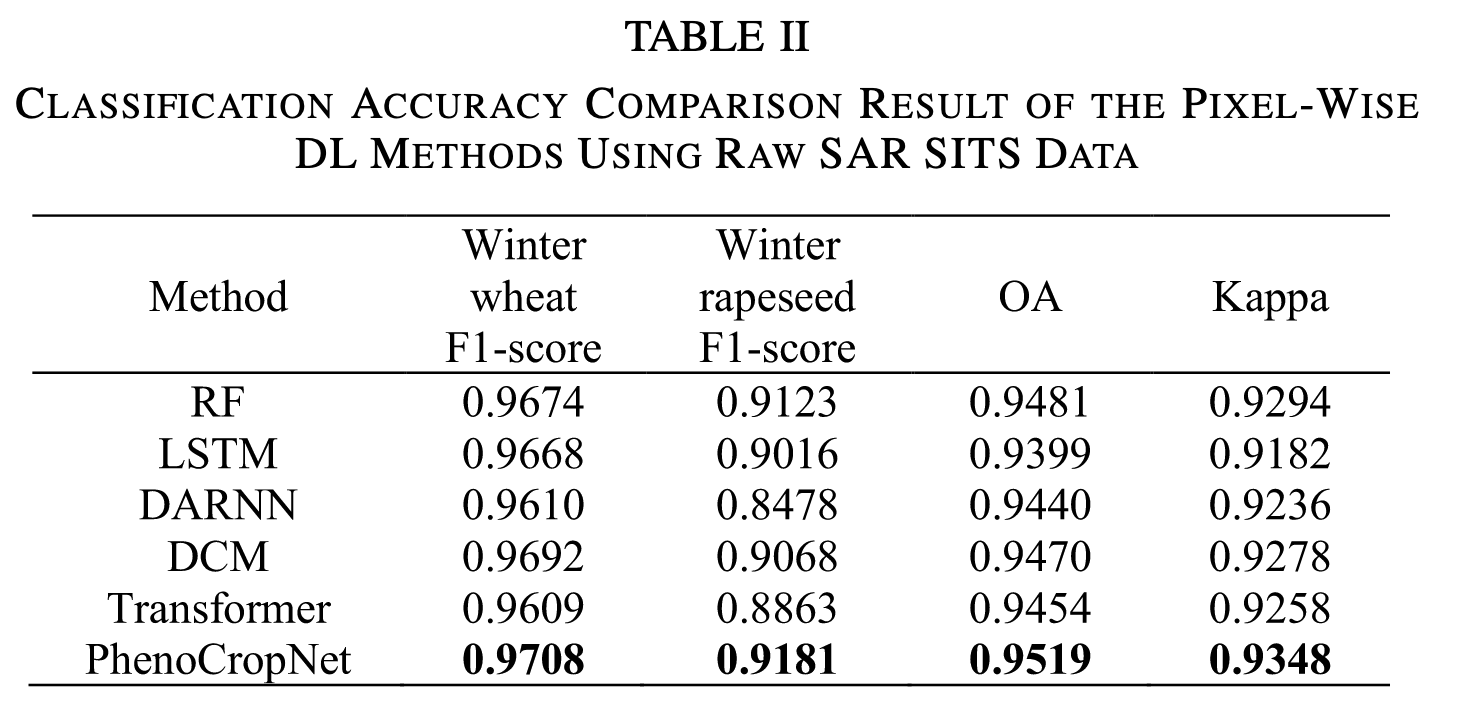 TABLE II
CLASSIFICATION ACCURACY COMPARISON RESULT OF THE PIXEL-WISE
DL METHODS USING RAW SAR SITS DATA
Method Winter wheat F1-score Winter rapeseed F1-score OA Kappa
RF 0.9674 0.9123 0.9481 0.9294
LSTM 0.9668 0.9016 0.9399 0.9182
DARNN 0.9610 0.8478 0.9440 0.9236
DCM 0.9692 0.9068 0.9470 0.9278
Transformer 0.9609 0.8863 0.9454 0.9258
PhenoCropNet 0.9708 0.9181 0.9519 0.9348